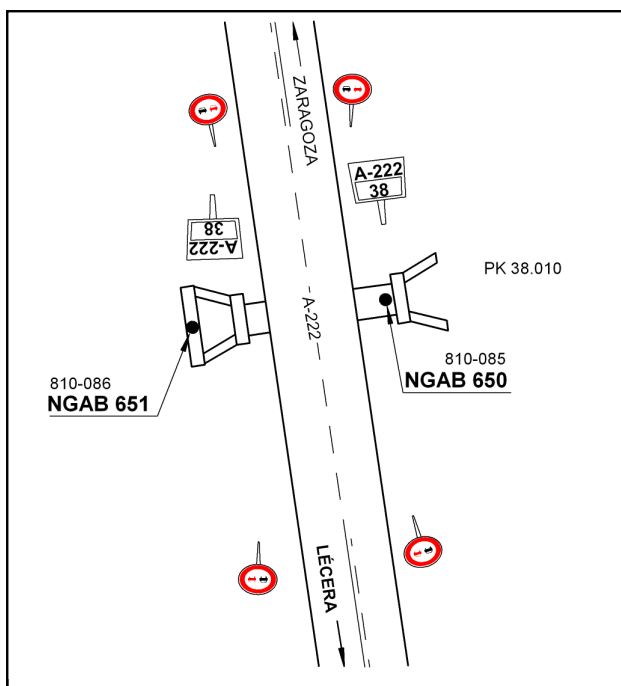 ZARAGOZA
A-222
38
A-222
38
PK 38.010
A-222
810-085
NGAB 650
810-086
NGAB 651
LÉCERA